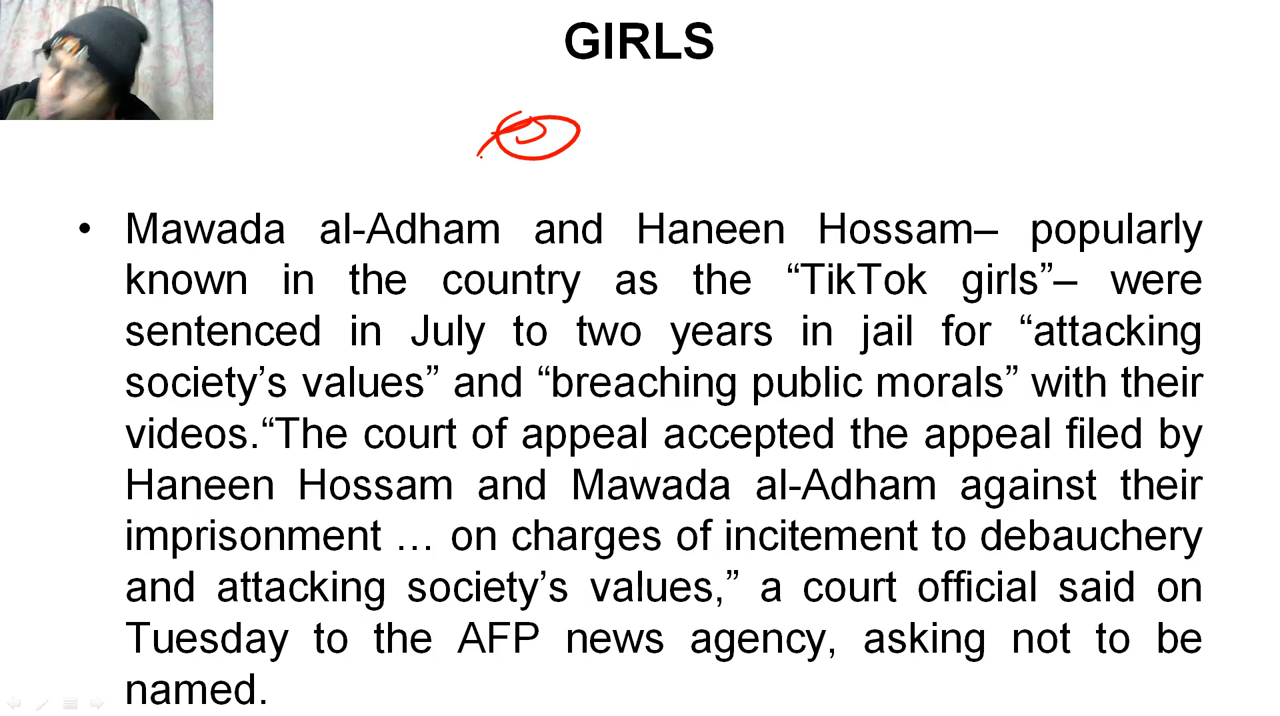 GIRLS
• Mawada al-Adham and Haneen Hossam– popularly
known in the country as the “TikTok girls”– were
sentenced in July to two years in jail for “attacking
society’s values” and “breaching public morals” with their
videos.“The court of appeal accepted the appeal filed by
Haneen Hossam and Mawada al-Adham against their
imprisonment … on charges of incitement to debauchery
and attacking society’s values,” a court official said on
Tuesday to the AFP news agency, asking not to be
named.